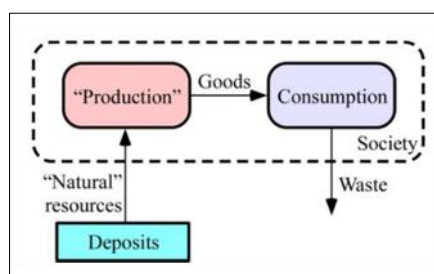 Goods
“Production”
Consumption
Society
“Natural”
resources
Waste
Deposits